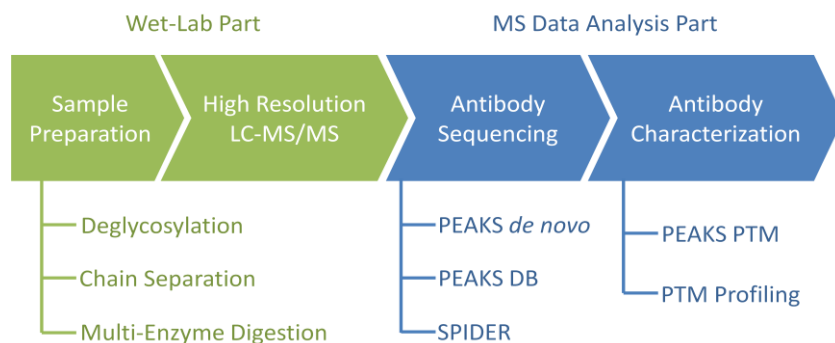 Wet-Lab Part
MS Data Analysis Part
Sample
Preparation
High Resolution
LC-MS/MS
Antibody
Sequencing
Antibody
Characterization
Deglycosylation
Chain Separation
Multi-Enzyme Digestion
PEAKS de novo
PEAKS DB
SPIDER
PEAKS PTM
PTM Profiling